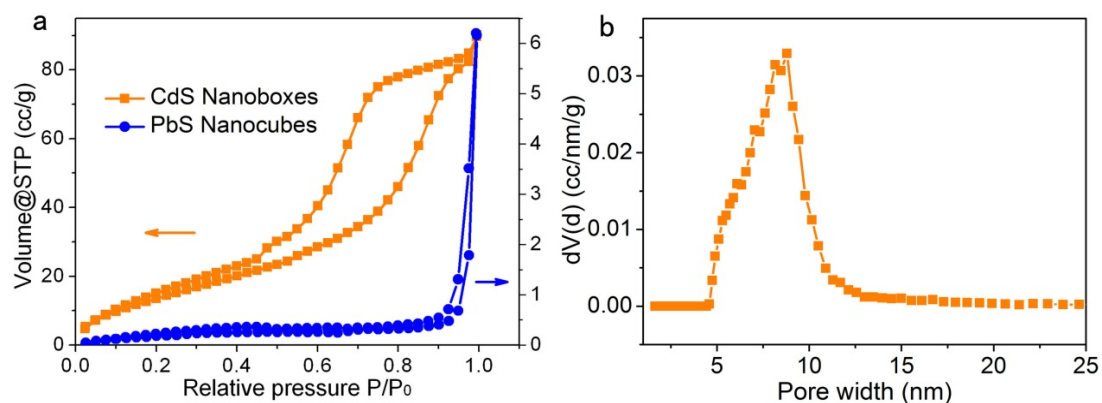 a
Volume@STP (cc/g)
80
60
40
20
0
CdS Nanoboxes
PbS Nanocubes
6
5
4
3
2
1
0
0.0 0.2 0.4 0.6 0.8 1.0
Relative pressure P/P0
b
dV(d) (cc/nm/g)
0.03
0.02
0.01
0.00
5 10 15 20 25
Pore width (nm)